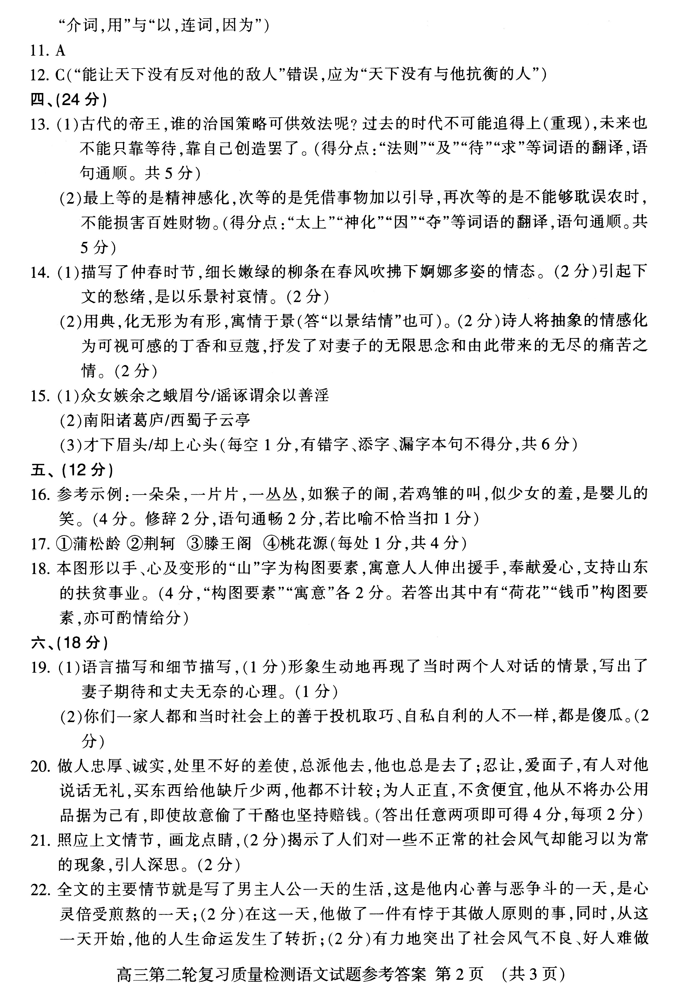 “介词,用”与“以,连词,因为”)
11. A
12. C(“能让天下没有反对他的敌人”错误,应为“天下没有与他抗衡的人”)
四、(24 分)
13. (1)古代的帝王,谁的治国策略可供效法呢? 过去的时代不可能追得上(重现),未来也
不能只靠等待,靠自己创造罢了。(得分点:“法则”“及”“待”“求”等词语的翻译,语
句通顺。共 5 分)
(2)最上等的是精神感化,次等的是凭借事物加以引导,再次等的是不能够耽误农时,
不能损害百姓财物。(得分点:“太上”“神化”“因”“夺”等词语的翻译,语句通顺。共
5 分)
14. (1)描写了仲春时节,细长嫩绿的柳条在春风吹拂下婀娜多姿的情态。(2 分)引起下
文的愁绪,是以乐景衬哀情。(2 分)
(2)用典,化无形为有形,寓情于景(答“以景结情”也可)。(2 分)诗人将抽象的情感化
为可视可感的丁香和豆蔻,抒发了对妻子的无限思念和由此带来的无尽的痛苦之
情。(2 分)
15. (1)众女嫉余之蛾眉兮/谣诼谓余以善淫
(2)南阳诸葛庐/西蜀子云亭
(3)才下眉头/却上心头(每空 1 分,有错字、添字、漏字本句不得分,共 6 分)
五、(12 分)
16. 参考示例:一朵朵,一片片,一丛丛,如猴子的闹,若鸡雏的叫,似少女的羞,是婴儿的
笑。(4 分。修辞 2 分,语句通畅 2 分,若比喻不恰当扣 1 分)
17. ①蒲松龄 ②荆轲 ③滕王阁 ④桃花源(每处 1 分,共 4 分)
18. 本图形以手、心及变形的“山”字为构图要素,寓意人人伸出援手,奉献爱心,支持山东
的扶贫事业。(4 分,“构图要素”“寓意”各 2 分。若答出其中有“荷花”“钱币”构图要
素,亦可酌情给分)
六、(18 分)
19. (1)语言描写和细节描写,(1 分)形象生动地再现了当时两个人对话的情景,写出了
妻子期待和丈夫无奈的心理。(1 分)
(2)你们一家人都和当时社会上的善于投机取巧、自私自利的人不一样,都是傻瓜。(2
分)
20. 做人忠厚、诚实,处里不好的差使,总派他去,他也总是去了;忍让,爱面子,有人对他
说话无礼,买东西给他缺斤少两,他都不计较;为人正直,不贪便宜,他从不将办公用
品据为己有,即使故意偷了干酪也坚持赔钱。(答出任意两项即可得 4 分,每项 2 分)
21. 照应上文情节, 画龙点睛,(2 分)揭示了人们对一些不正常的社会风气却能习以为常
的现象,引人深思。(2 分)
22. 全文的主要情节就是写了男主人公一天的生活,这是他内心善与恶争斗的一天,是心
灵倍受煎熬的一天;(2 分)在这一天,他做了一件有悖于其做人原则的事,同时,从这
一天开始,他的人生命运发生了转折;(2 分)有力地突出了社会风气不良、好人难做
高三第二轮复习质量检测语文试题参考答案 第 2 页 (共 3 页)